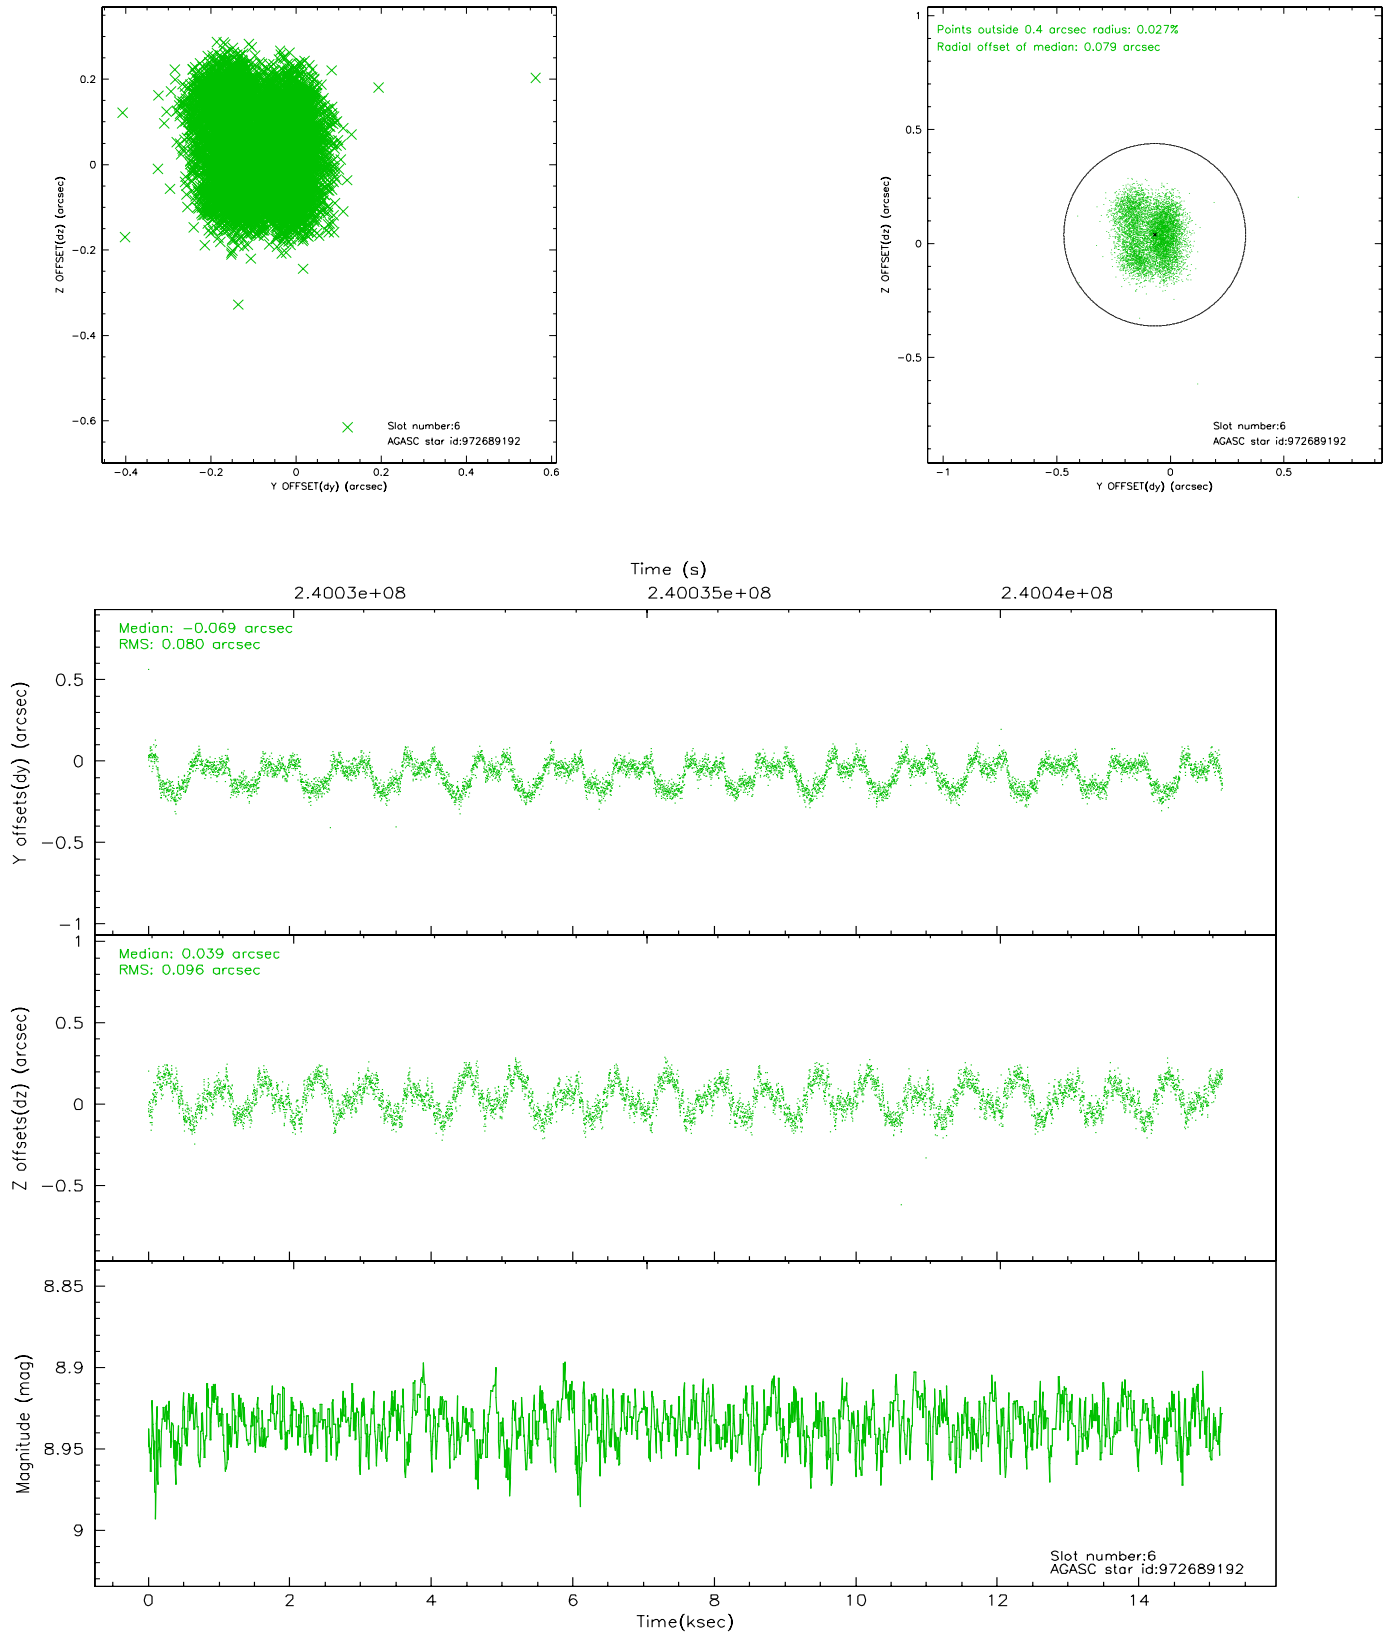 0.2
0
−0.2
−0.4
−0.6
Z OFFSET(dz) (arcsec)
Slot number:6
AGASC star id:972689192
−0.4 −0.2 0 0.2 0.4 0.6
Y OFFSET(dy) (arcsec)
Points outside 0.4 arcsec radius: 0.027%
Radial offset of median: 0.079 arcsec
1
0.5
0
−0.5
Z OFFSET(dz) (arcsec)
Slot number:6
AGASC star id:972689192
−1 −0.5 0 0.5
Y OFFSET(dy) (arcsec)
Time (s)
2.4003e+08 2.40035e+08 2.4004e+08
Median: −0.069 arcsec
RMS: 0.080 arcsec
0.5
0
−0.5
−1
Y offsets(dy) (arcsec)
Median: 0.039 arcsec
RMS: 0.096 arcsec
1
0.5
0
−0.5
Z offsets(dz) (arcsec)
8.85
8.9
8.95
9
Magnitude (mag)
Slot number:6
AGASC star id:972689192
0 2 4 6 8 10 12 14
Time(ksec)